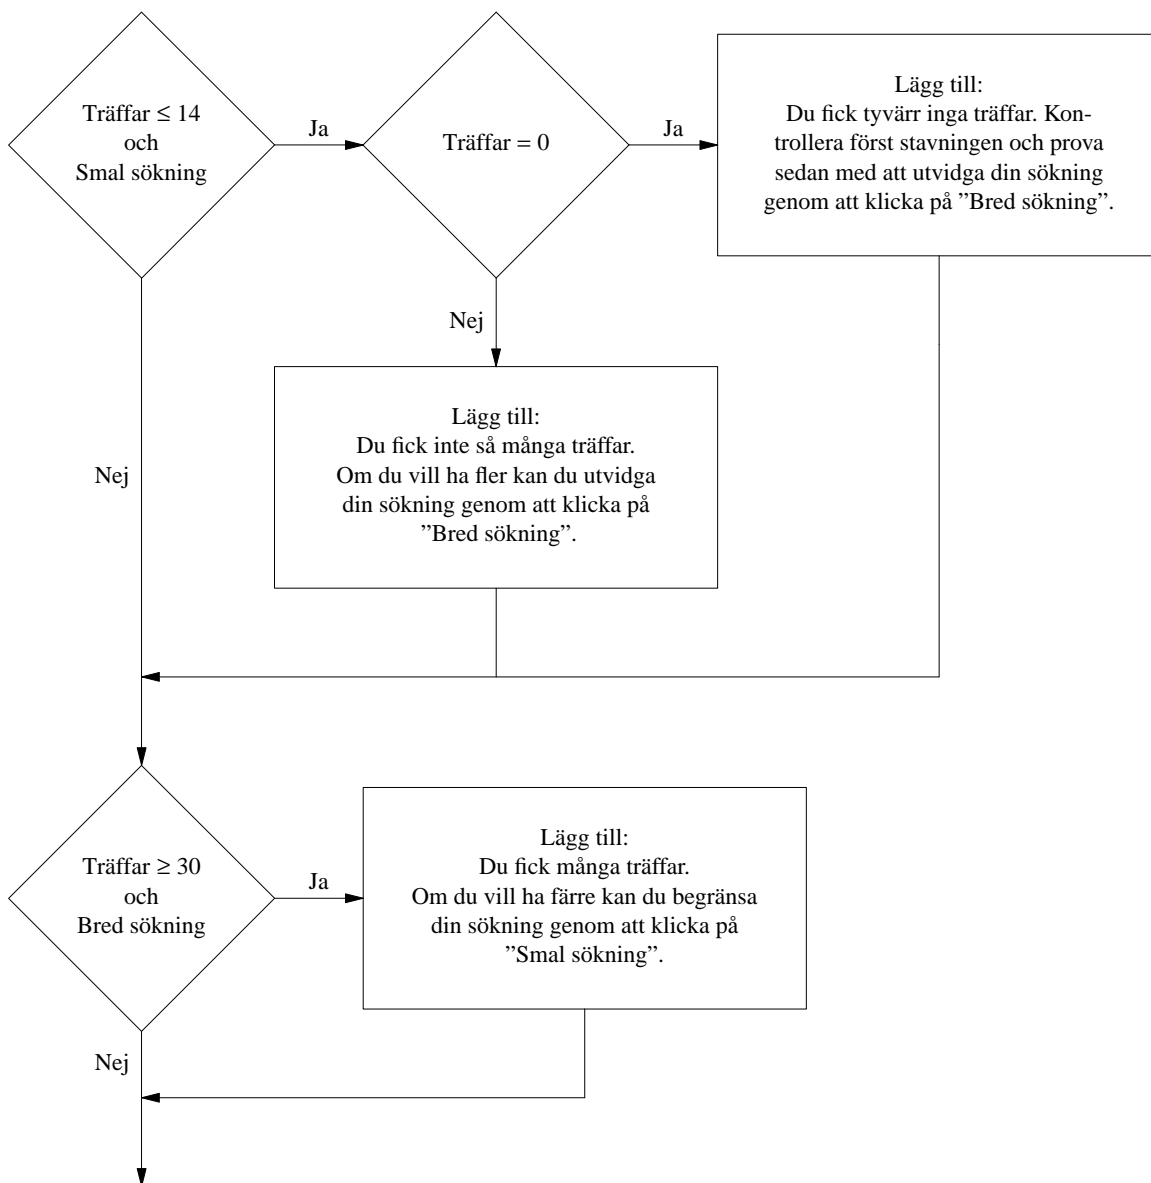 Träffar ≤ 14
och
Smal sökning
Ja
Träffar = 0
Ja
Lägg till:
Du fick tyvärr inga träffar. Kon-
trollera först stavningen och prova
sedan med att utvidga din sökning
genom att klicka på ”Bred sökning”.
Nej
Lägg till:
Du fick inte så många träffar.
Om du vill ha fler kan du utvidga
din sökning genom att klicka på
”Bred sökning”.
Nej
Träffar ≥ 30
och
Bred sökning
Ja
Lägg till:
Du fick många träffar.
Om du vill ha färre kan du begränsa
din sökning genom att klicka på
”Smal sökning”.
Nej